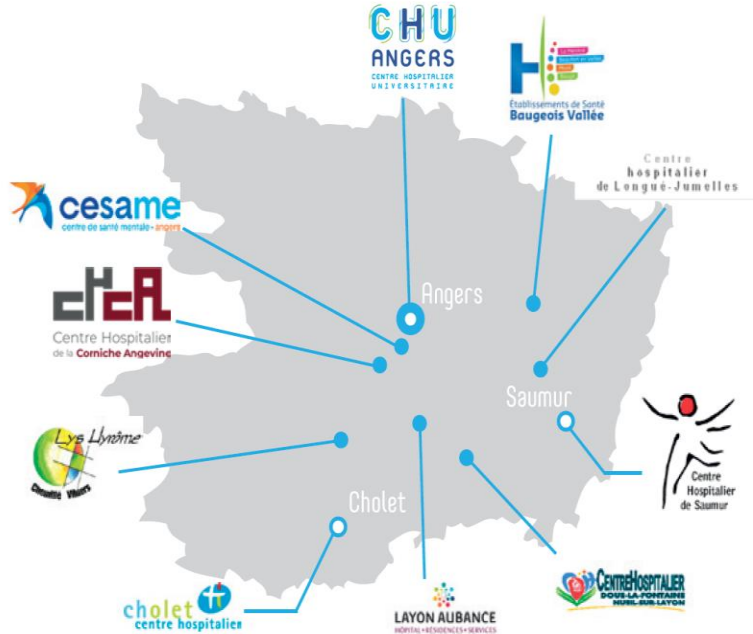 CHU
ANGERS
CENTRE HOSPITALIER
UNIVERSITAIRE
Établissements de Santé
Baugeois Vallée
Centre
hospitalier
de Longué-Jumelles
cesame
centre de santé mentale • angers
CHCA
Centre Hospitalier
de la Corniche Angevine
Angers
Saumur
Lys Hyrôme
Cholet
Centre
Hospitalier
de Saumur
cholet
centre hospitalier
LAYON AUBANCE
HÔPITAL • RÉSIDENCES • SERVICES
CENTRE HOSPITALIER
DOUÉ-LA-FONTAINE
NUEIL-SUR-LAYON